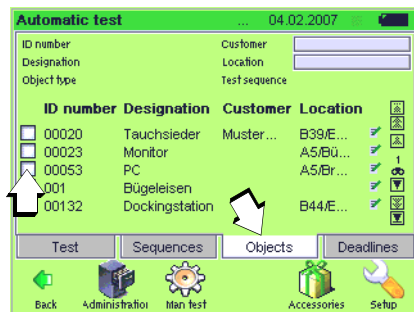 Automatic test ... 04.02.2007
ID number Customer
Designation Location
Object type Test sequence
ID number Designation Customer Location
00020 Tauchsieder Muster... B39/E...
00023 Monitor A5/Bü...
00053 PC A5/Br...
001 Bügeleisen
00132 Dockingstation B44/E...
1
Test Sequences Objects Deadlines
Back Administration Man test Accessories Setup